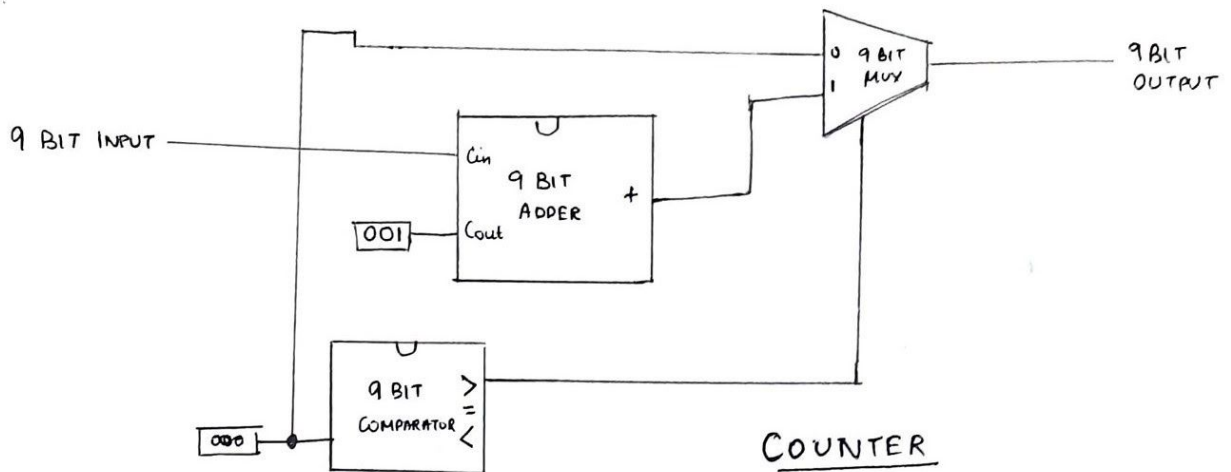 0
9 BIT
MUX
1
9 BIT
OUTPUT
9 BIT INPUT
Cin
9 BIT
ADDER
+
001
Cout
9 BIT
COMPARATOR
>
=
<
000
COUNTER